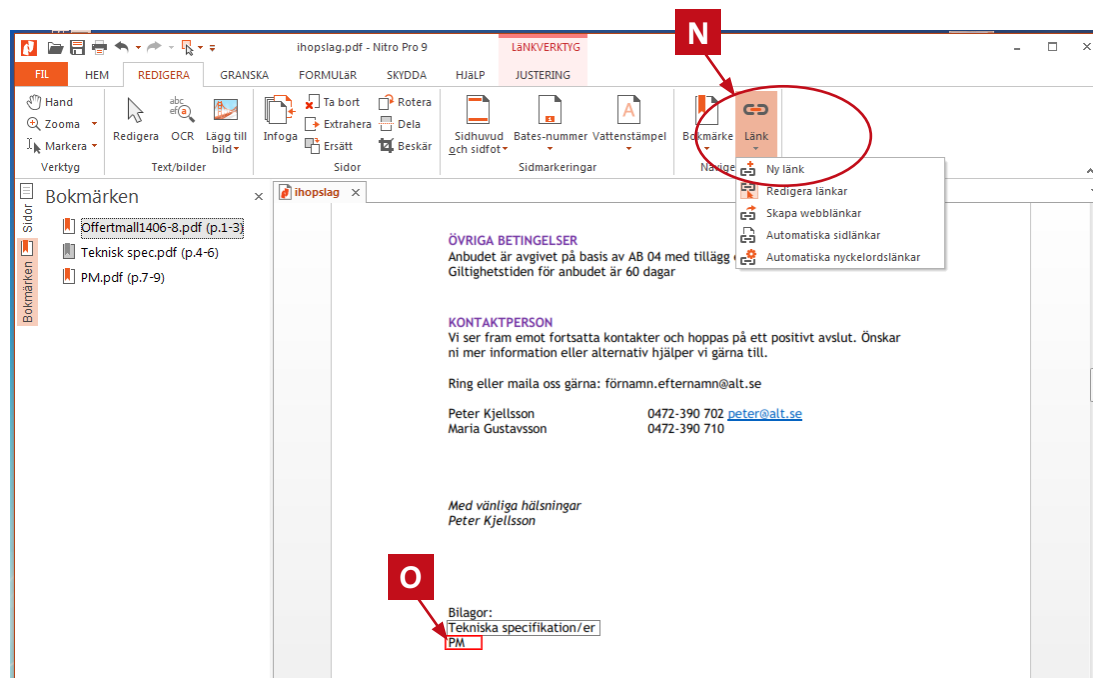 N
ihopslag.pdf - Nitro Pro 9
LäNKVERKTYG
FIL HEM REDIGERA GRANSKA FORMULäR SKYDDA HJäLP JUSTERING
Hand
Zooma
Markera
Verktyg
Redigera
abc
ef@
OCR
Lägg till
bild
Text/bilder
Infoga
Ta bort
Extrahera
Ersätt
Rotera
Dela
Beskär
Sidor
Sidhuvud
och sidfot
Bates-nummer
A
Vattenstämpel
Sidmarkeringar
Bokmärke
Länk
Navige
Ny länk
Redigera länkar
Skapa webblänkar
Automatiska sidlänkar
Automatiska nyckelordslänkar
Sidor
Bokmärken
Bokmärken
Offertmall1406-8.pdf (p.1-3)
Teknisk spec.pdf (p.4-6)
PM.pdf (p.7-9)
ihopslag
ÖVRIGA BETINGELSER
Anbudet är avgivet på basis av AB 04 med tillägg
Giltighetstiden för anbudet är 60 dagar
KONTAKTPERSON
Vi ser fram emot fortsatta kontakter och hoppas på ett positivt avslut. Önskar
ni mer information eller alternativ hjälper vi gärna till.
Ring eller maila oss gärna: förnamn.efternamn@alt.se
Peter Kjellsson 0472-390 702 peter@alt.se
Maria Gustavsson 0472-390 710
Med vänliga hälsningar
Peter Kjellsson
O
Bilagor:
Tekniska specifikation/er
PM